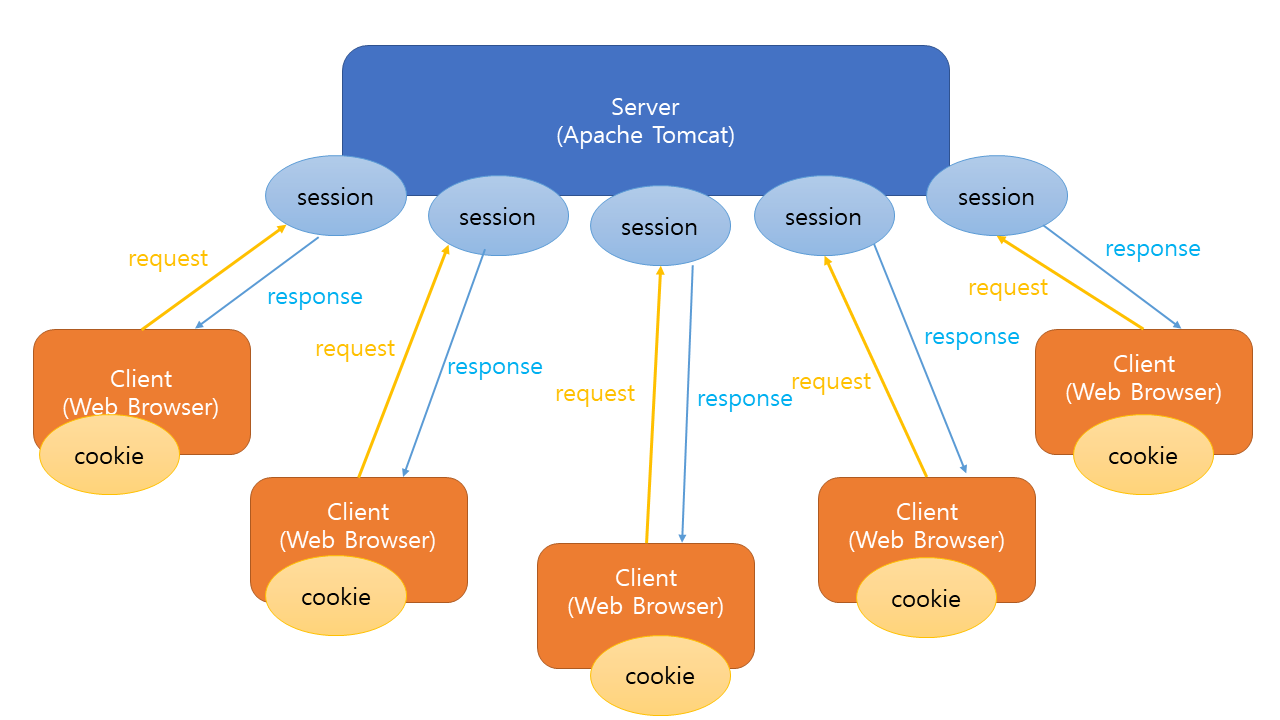 Server
(Apache Tomcat)
session
session
session
session
session
request
response
request
response
request
response
request
response
request
response
Client
(Web Browser)
cookie
Client
(Web Browser)
cookie
Client
(Web Browser)
cookie
Client
(Web Browser)
cookie
Client
(Web Browser)
cookie